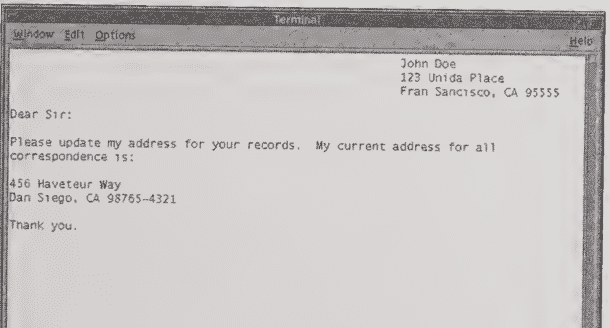 Terminal
Window Edit Options Help
John Doe
123 Unida Place
Fran Sancisco, CA 95555
Dear Sir:
Please update my address for your records. My current address for all
correspondence is:
456 Haveteur Way
Dan Siego, CA 98765-4321
Thank you.